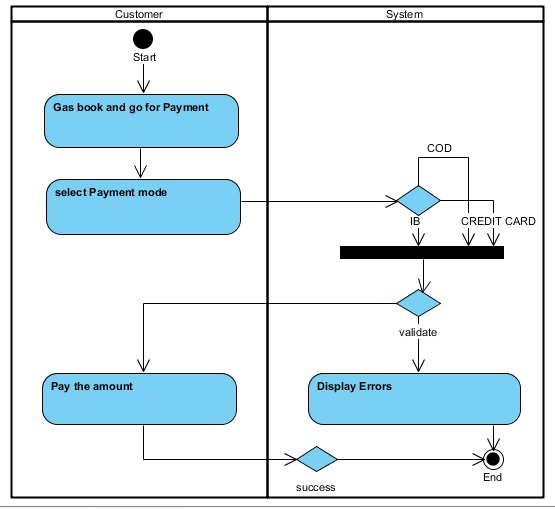 Customer
System
Start
Gas book and go for Payment
select Payment mode
COD
IB
CREDIT CARD
validate
Pay the amount
Display Errors
success
End